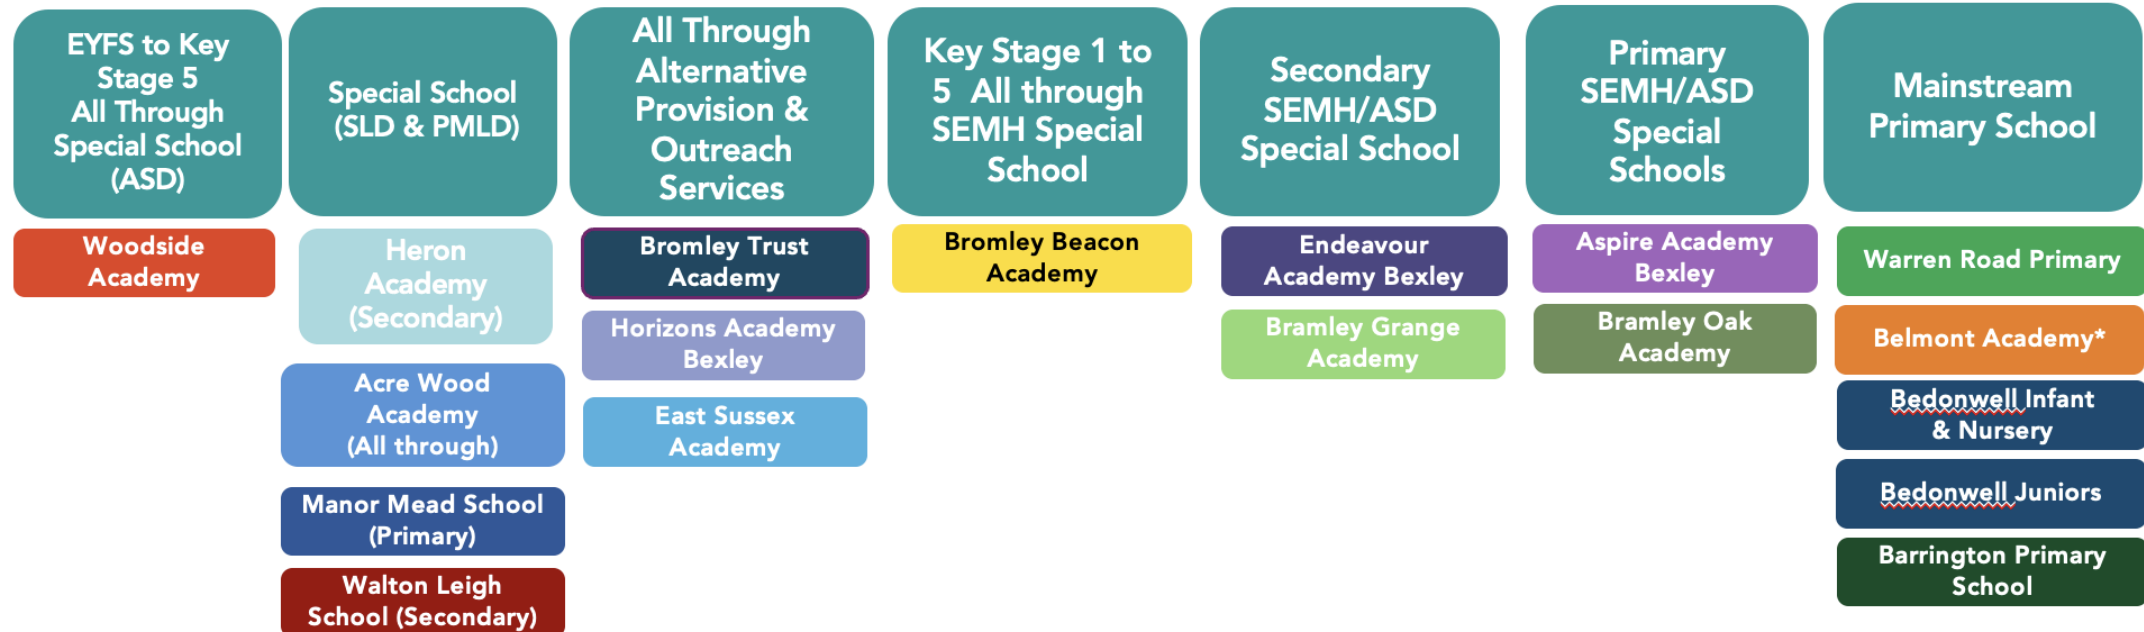 EYFS to Key
Stage 5
All Through
Special School
(ASD)
Woodside
Academy
Special School
(SLD & PMLD)
Heron
Academy
(Secondary)
Acre Wood
Academy
(All through)
Manor Mead School
(Primary)
Walton Leigh
School (Secondary)
All Through
Alternative
Provision &
Outreach
Services
Bromley Trust
Academy
Horizons Academy
Bexley
East Sussex
Academy
Key Stage 1 to
5 All through
SEMH Special
School
Bromley Beacon
Academy
Secondary
SEMH/ASD
Special School
Endeavour
Academy Bexley
Bramley Grange
Academy
Primary
SEMH/ASD
Special
Schools
Aspire Academy
Bexley
Bramley Oak
Academy
Mainstream
Primary School
Warren Road Primary
Belmont Academy*
Bedonwell Infant
& Nursery
Bedonwell Juniors
Barrington Primary
School